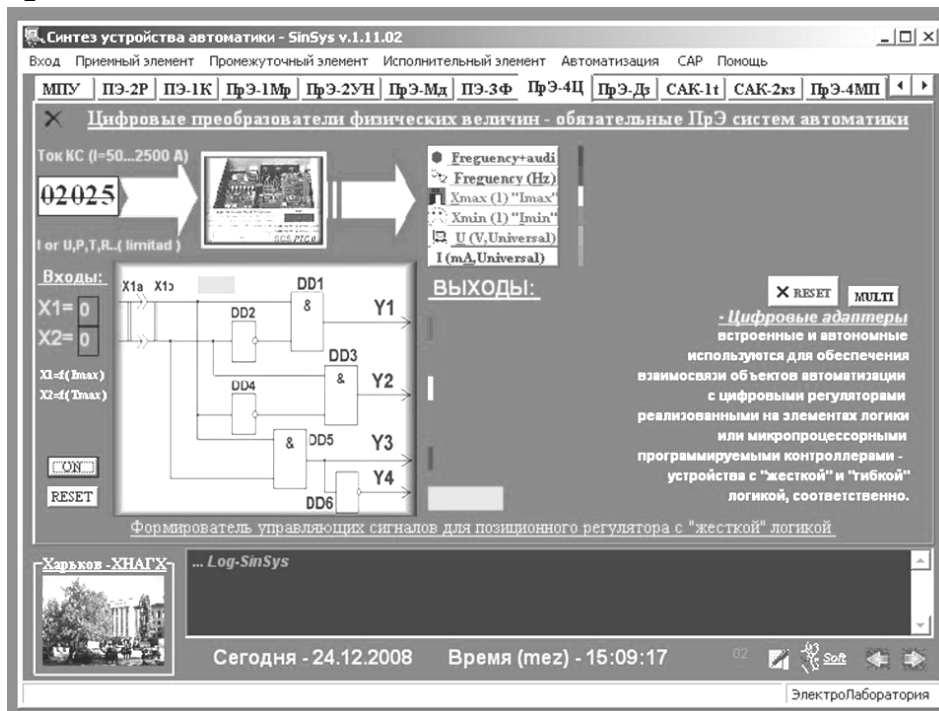 Синтез устройства автоматики - SinSys v.1.11.02
Вход Приемный элемент Промежуточный элемент Исполнительный элемент Автоматизация САР Помощь
МПУ ПЭ-2Р ПЭ-1К ПрЭ-1Мр ПрЭ-2УН ПрЭ-Мд ПЭ-3Ф ПрЭ-4Ц ПрЭ-Дз САК-1t САК-2кз ПрЭ-4МП
Цифровые преобразователи физических величин - обязательные ПрЭ систем автоматики
Ток КС (I=50...2500 А)
02025
I or U,P,T,R..( limitad )
Freguency+audi
Freguency (Hz)
Xmax (1) "Imax"
Xmin (1) "Imin"
U (V,Universal)
I (mA,Universal)
Входы:
X1= 0
X2= 0
X1=f( Imax)
X2=f( Tmax)
ON
RESET
X1a X1э
DD1
&
Y1
DD2
DD3
&
Y2
DD4
&
DD5
Y3
Y4
DD6
ВЫХОДЫ:
RESET MULTI
- Цифровые адаптеры
встроенные и автономные
используются для обеспечения
взаимосвязи объектов автоматизации
с цифровыми регуляторами
реализованными на элементах логики
или микропроцессорными
программируемыми контроллерами -
устройства с "жесткой" и "гибкой"
логикой, соответственно.
Формирователь управляющих сигналов для позиционного регулятора с "жесткой" логикой
Харьков -ХНАГХ
... Log-SinSys
Сегодня - 24.12.2008 Время (mez) - 15:09:17
02
Soft
ЭлектроЛаборатория